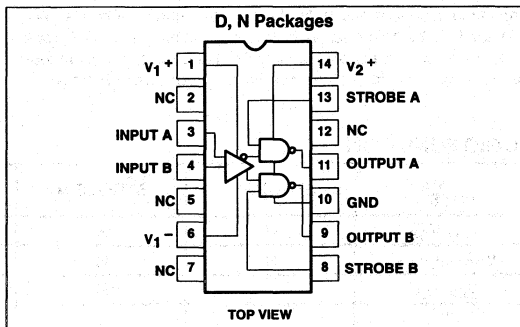 D, N Packages
V1+ 1 14 V2+
NC 2 13 STROBE A
INPUT A 3 12 NC
INPUT B 4 11 OUTPUT A
NC 5 10 GND
V1− 6 9 OUTPUT B
NC 7 8 STROBE B
TOP VIEW